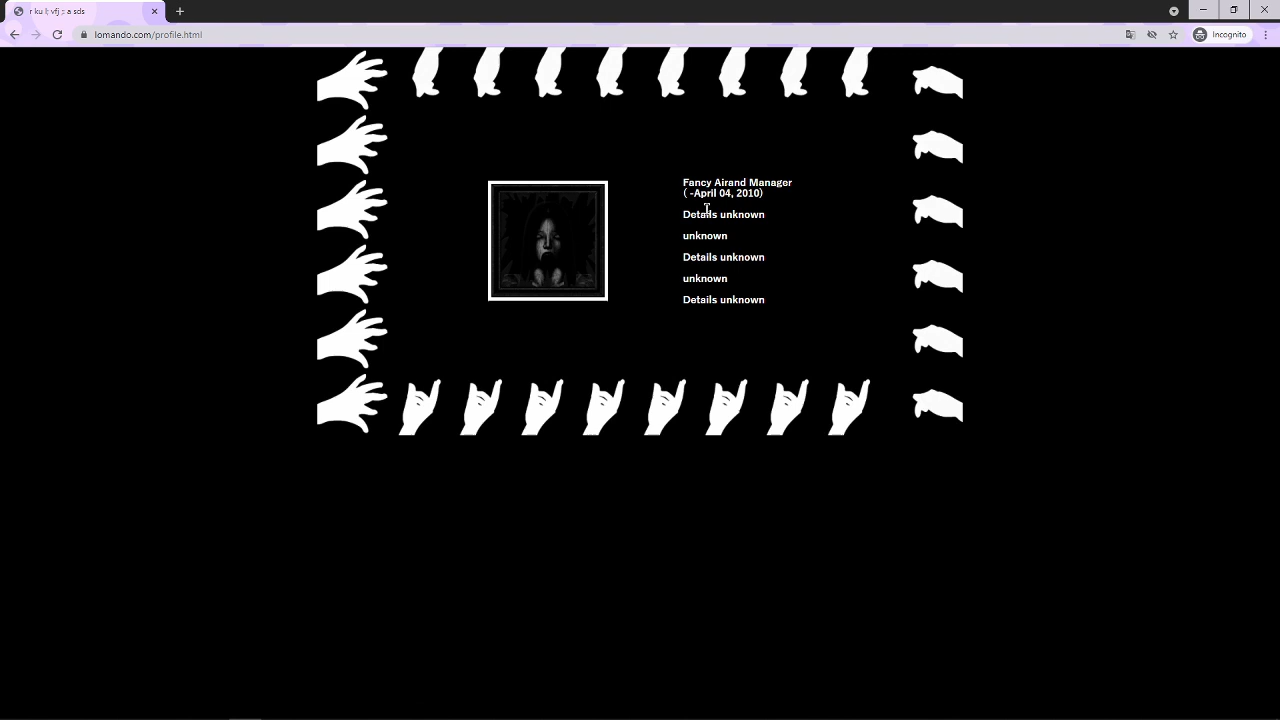 r ku l; vfj ;: a sds
lomando.com/profile.html
Incognito
Fancy Airand Manager
( -April 04, 2010)
Details unknown
unknown
Details unknown
unknown
Details unknown